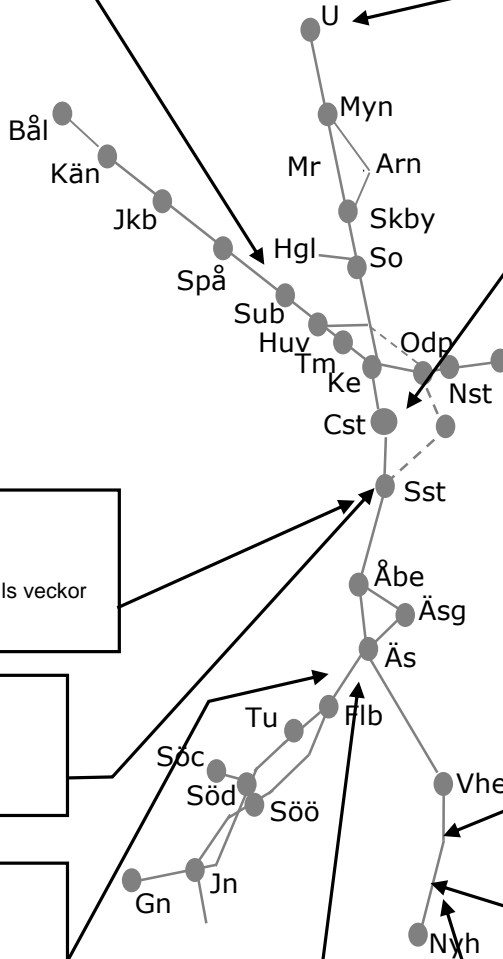 U
Myn
Bål
Kän
Mr
Arn
Jkb
Skby
Hgl
So
Spå
Sub
Huv
Tm
Odp
Ke
Nst
Cst
Sst
ls veckor
Åbe
Äsg
Äs
Tu
Flb
Söc
Söd
Söö
Vhe
Jn
Gn
Nyh